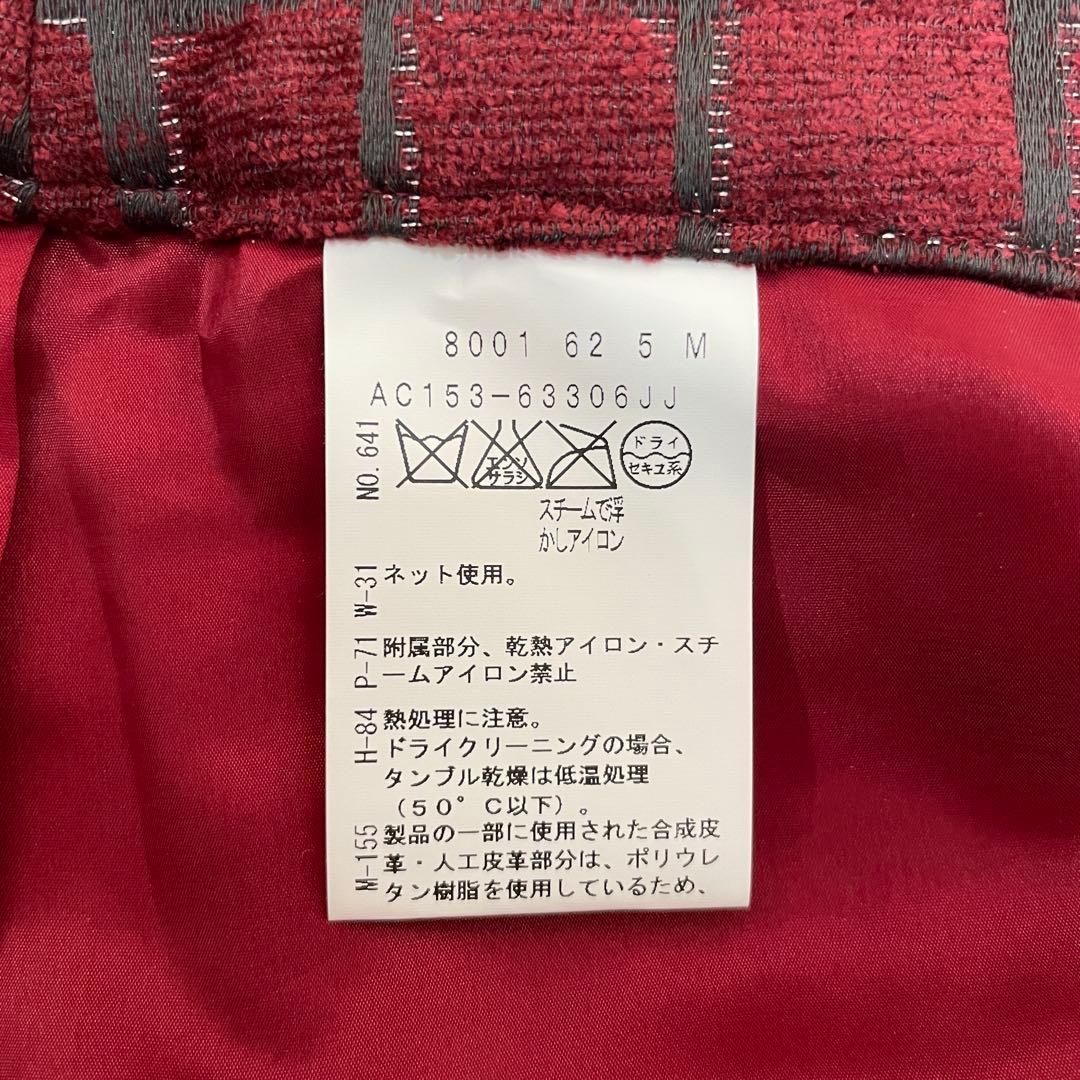 8001 62 5 M
AC153-63306JJ
エンソ
サラシ
ドライ
セキユ系
スチームで浮
かしアイロン
ネット使用。
附属部分、乾熱アイロン・スチ
ームアイロン禁止
熱処理に注意。
ドライクリーニングの場合、
タンブル乾燥は低温処理
(50°C以下)。
製品の一部に使用された合成皮
革・人工皮革部分は、ポリウレ
タン樹脂を使用しているため、
NO.641
W-31
P-71
H-84
M-155